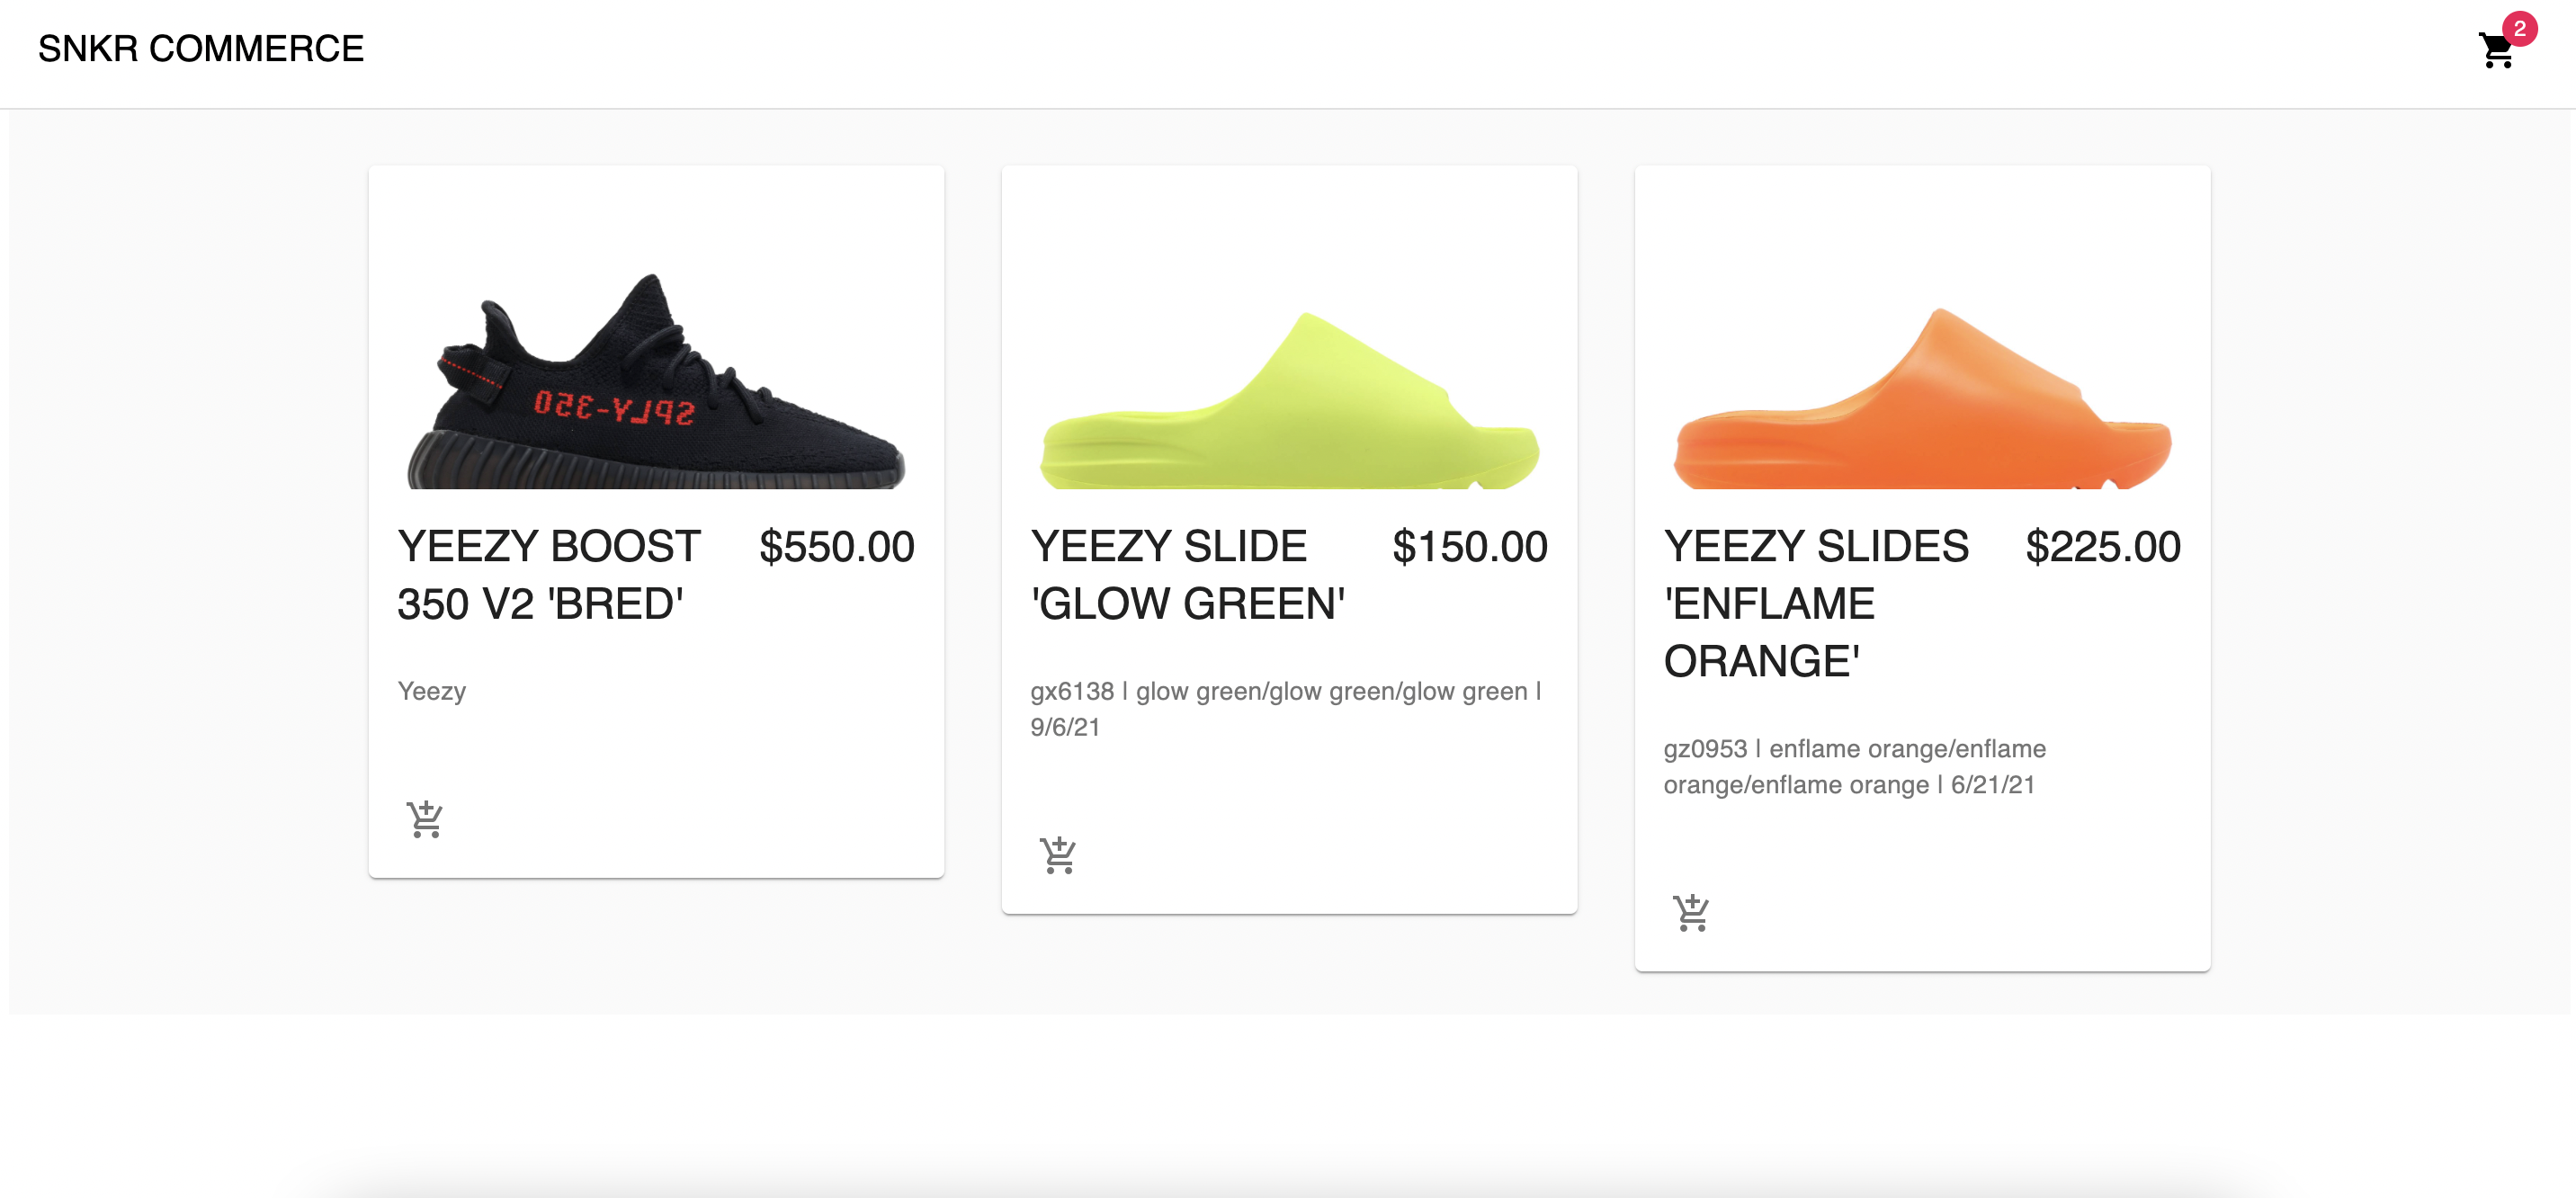 SNKR COMMERCE
2
SPLY-350
YEEZY BOOST
350 V2 'BRED'
$550.00
Yeezy
YEEZY SLIDE
'GLOW GREEN'
$150.00
gx6138 | glow green/glow green/glow green |
9/6/21
YEEZY SLIDES
'ENFLAME
ORANGE'
$225.00
gz0953 | enflame orange/enflame
orange/enflame orange | 6/21/21